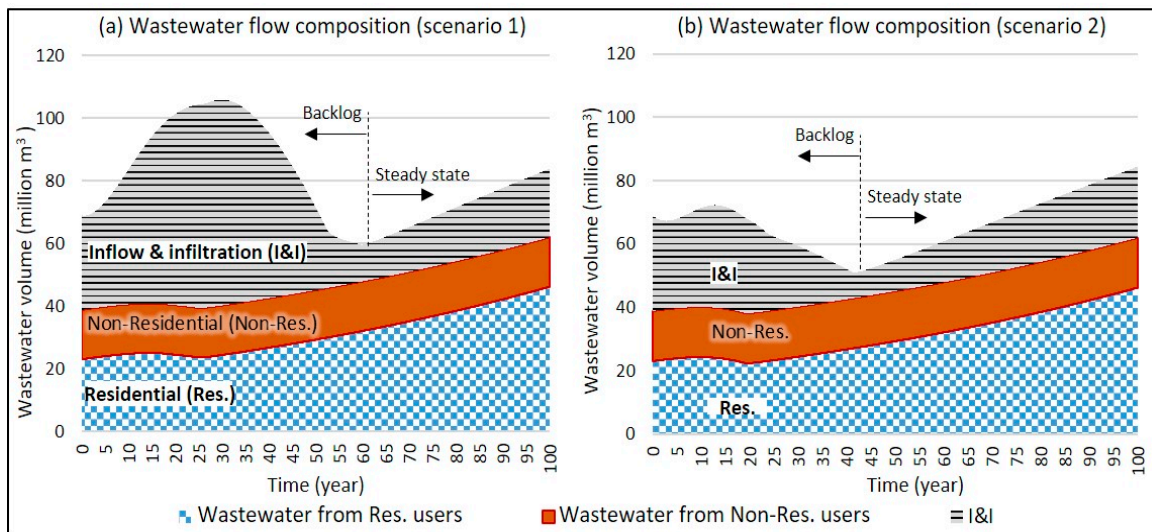 (a) Wastewater flow composition (scenario 1)
Wastewater volume (million m³)
120
100
80
60
40
20
0
Backlog
Steady state
Inflow & infiltration (I&I)
Non-Residential (Non-Res.)
Residential (Res.)
0 5 10 15 20 25 30 35 40 45 50 55 60 65 70 75 80 85 90 95 100
Time (year)
(b) Wastewater flow composition (scenario 2)
Wastewater volume (million m³)
120
100
80
60
40
20
0
Backlog
Steady state
I&I
Non-Res.
Res.
0 5 10 15 20 25 30 35 40 45 50 55 60 65 70 75 80 85 90 95 100
Time (year)
Wastewater from Res. users Wastewater from Non-Res. users I&I